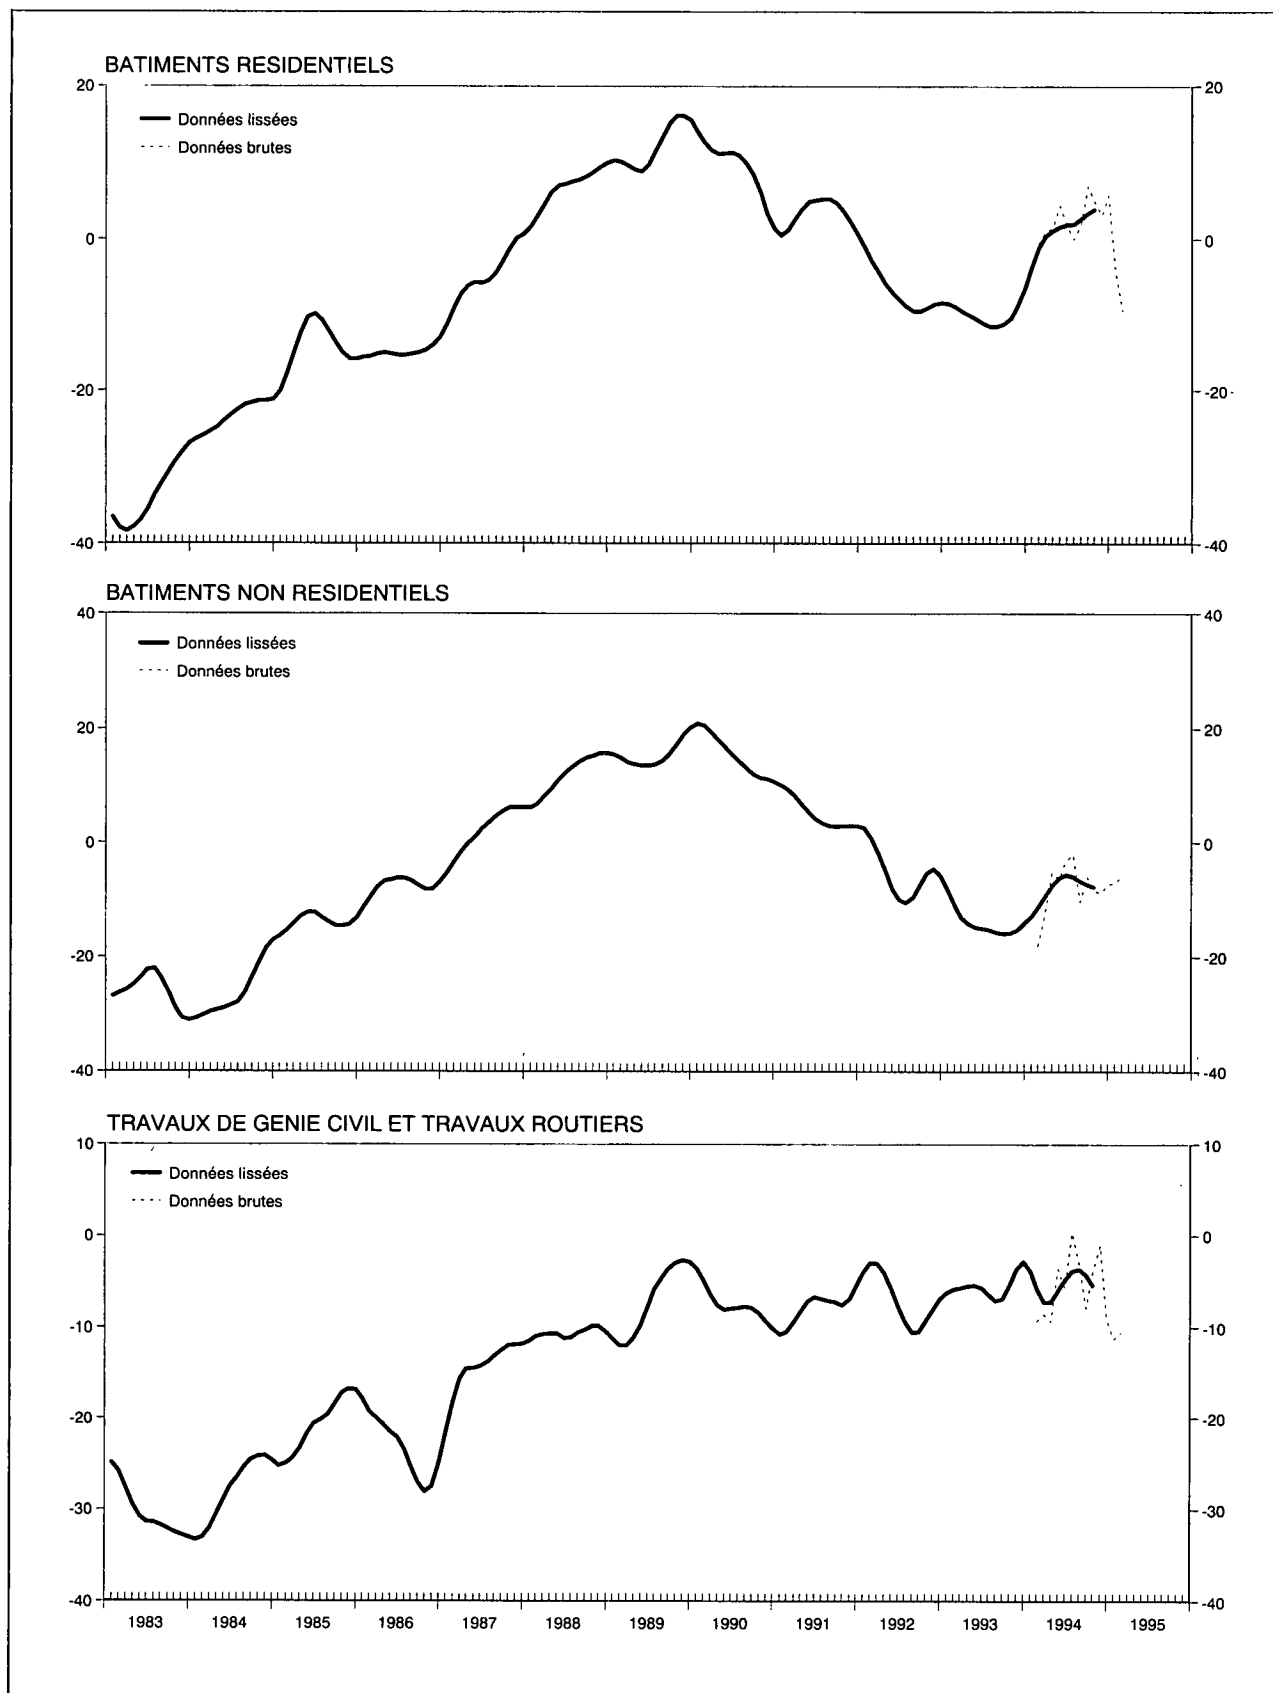 BATIMENTS RESIDENTIELS
20 20
Données lissées
Données brutes
0 0
-20 -20
-40 -40
BATIMENTS NON RESIDENTIELS
40 40
Données lissées
Données brutes
20 20
0 0
-20 -20
-40 -40
TRAVAUX DE GENIE CIVIL ET TRAVAUX ROUTIERS
10 10
Données lissées
Données brutes
0 0
-10 -10
-20 -20
-30 -30
-40 -40
1983 1984 1985 1986 1987 1988 1989 1990 1991 1992 1993 1994 1995